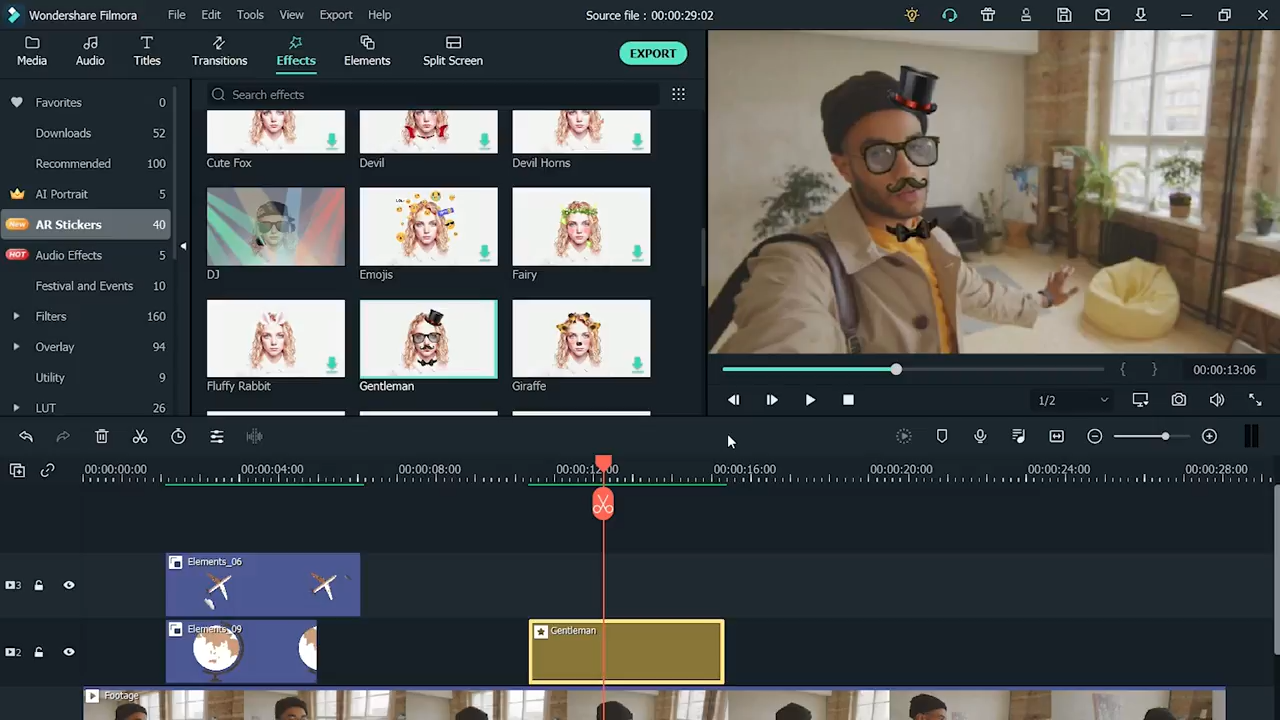 Wondershare Filmora File Edit Tools View Export Help Source file : 00:00:29:02
Media Audio Titles Transitions Effects Elements Split Screen EXPORT
Favorites 0
Downloads 52
Recommended 100
AI Portrait 5
New AR Stickers 40
HOT Audio Effects 5
Festival and Events 10
Filters 160
Overlay 94
Utility 9
LUT 26
Search effects
Cute Fox Devil Devil Horns
DJ Emojis Fairy
Fluffy Rabbit Gentleman Giraffe
00:00:13:06
1/2
00:00:00:00 00:00:04:00 00:00:08:00 00:00:12:00 00:00:16:00 00:00:20:00 00:00:24:00 00:00:28:00
3 Elements_06
2 Elements_09 Gentleman
Footage